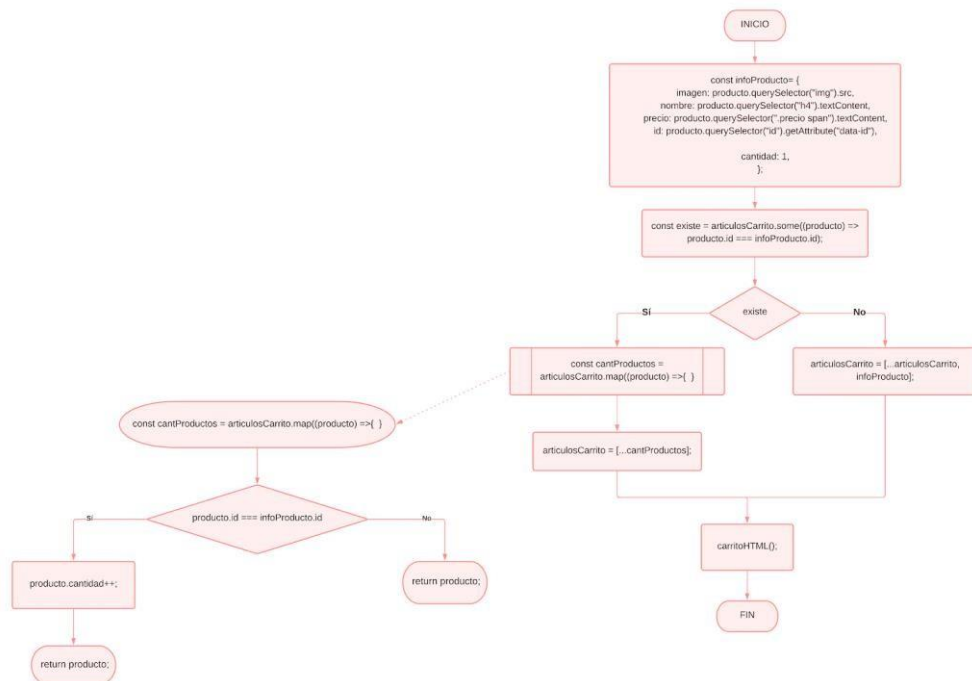 INICIO
const infoProducto= {
imagen: producto.querySelector("img").src,
nombre: producto.querySelector("h4").textContent,
precio: producto.querySelector(".precio span").textContent,
id: producto.querySelector("id").getAttribute("data-id"),
cantidad: 1,
};
const existe = articulosCarrito.some((producto) =>
producto.id === infoProducto.id);
existe
Sí
No
const cantProductos =
articulosCarrito.map((producto) =>{ }
articulosCarrito = [...articulosCarrito,
infoProducto];
const cantProductos = articulosCarrito.map((producto) =>{ }
articulosCarrito = [...cantProductos];
producto.id === infoProducto.id
Sí
No
carritoHTML();
producto.cantidad++;
return producto;
FIN
return producto;